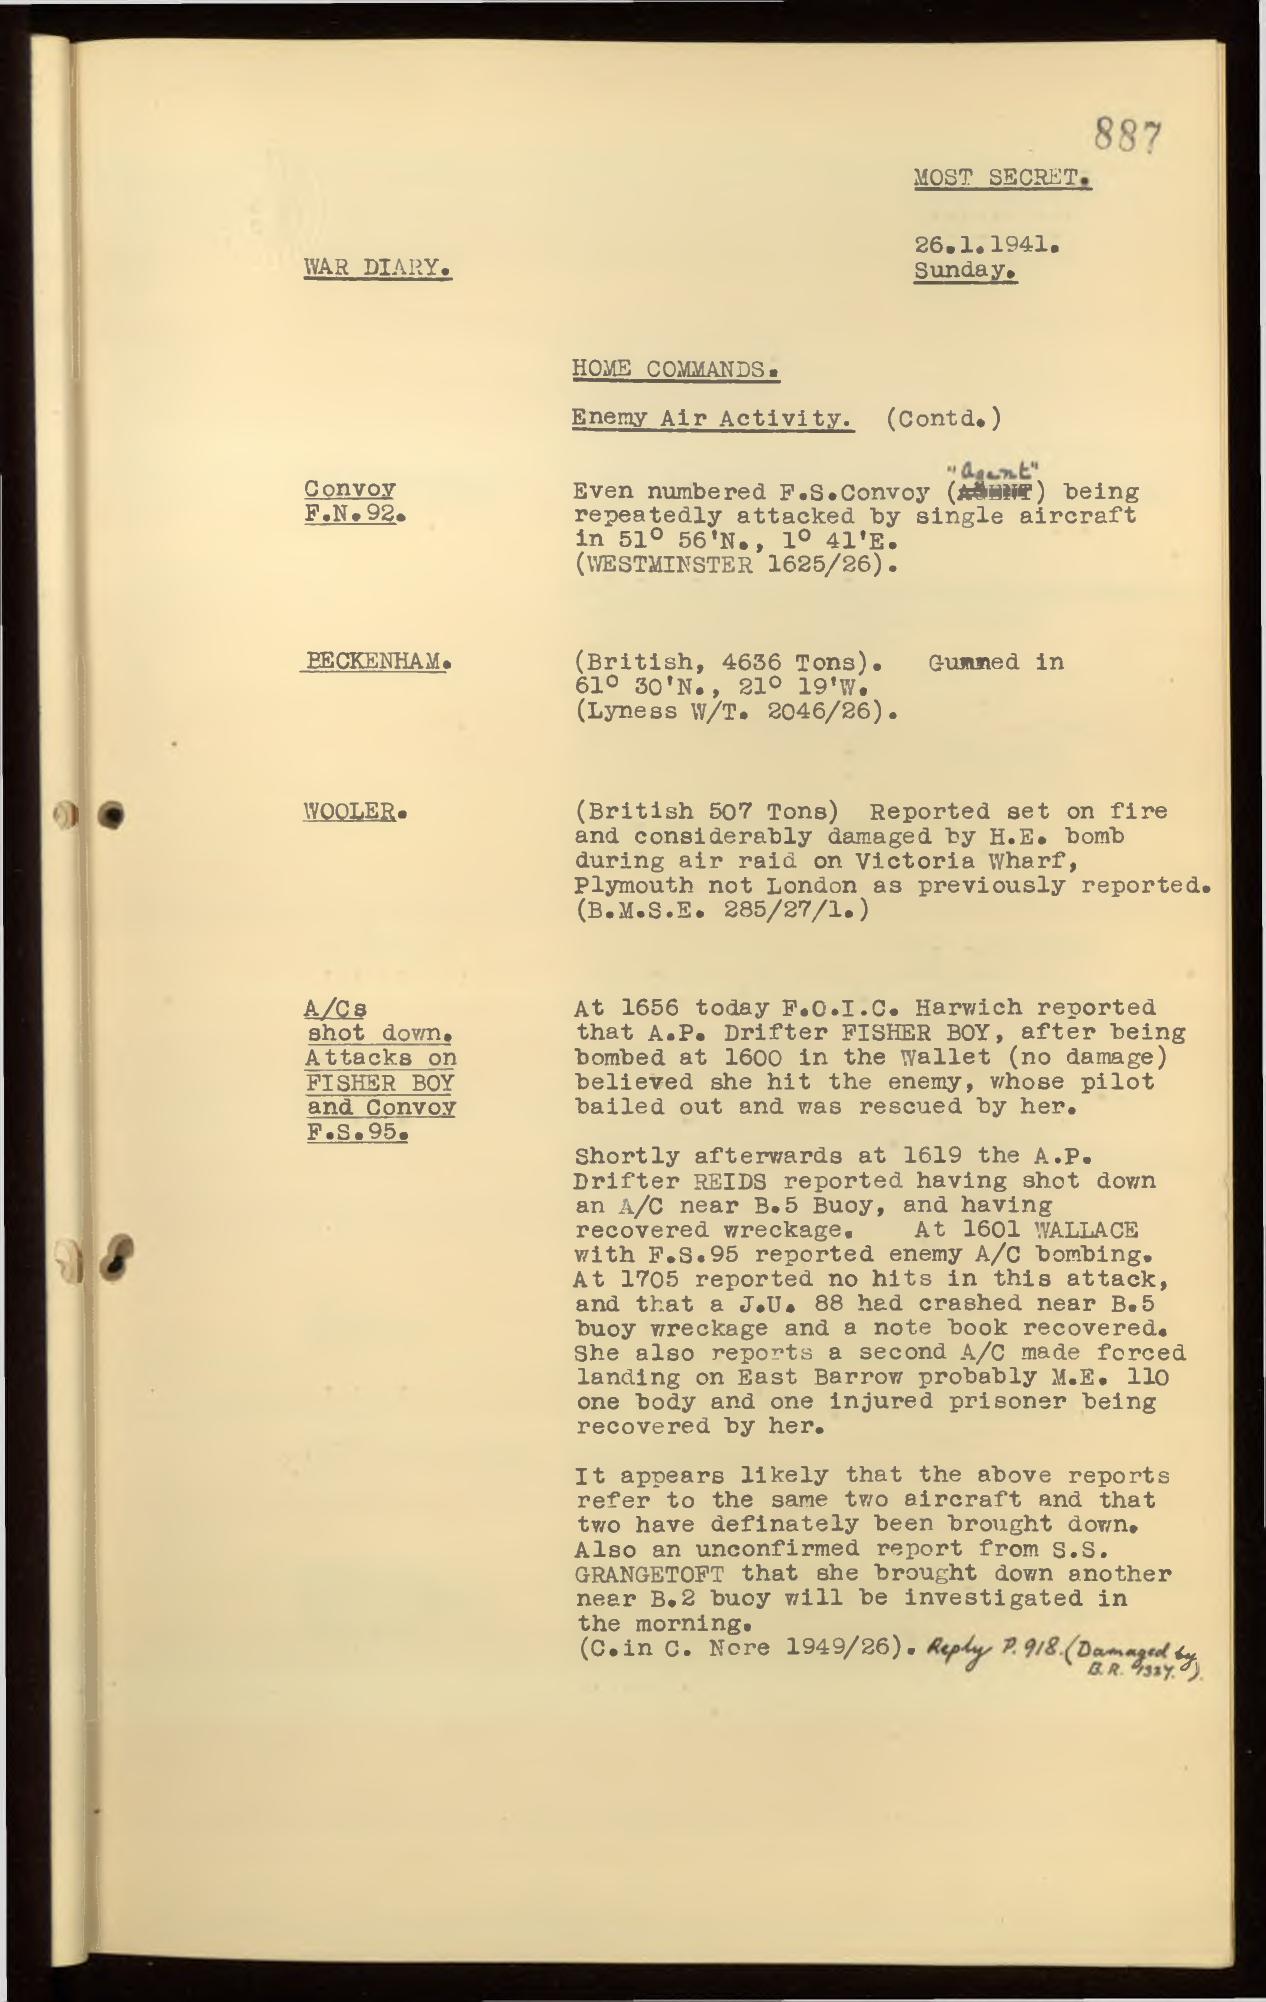 887
MOST SECRET.
26.1.1941.
Sunday.
WAR DIARY.
HOME COMMANDS.
Enemy Air Activity. (Contd.)
Convoy
F.N.92.
"Agent"
Even numbered F.S.Convoy (AGENT) being
repeatedly attacked by single aircraft
in 51° 56'N., 1° 41'E.
(WESTMINSTER 1625/26).
BECKENHAM.
(British, 4636 Tons). Gunned in
61° 30'N., 21° 19'W.
(Lyness W/T. 2046/26).
WOOLER.
(British 507 Tons) Reported set on fire
and considerably damaged by H.E. bomb
during air raid on Victoria Wharf,
Plymouth not London as previously reported.
(B.M.S.E. 285/27/1.)
A/Cs
shot down.
Attacks on
FISHER BOY
and Convoy
F.S.95.
At 1656 today F.O.I.C. Harwich reported
that A.P. Drifter FISHER BOY, after being
bombed at 1600 in the Wallet (no damage)
believed she hit the enemy, whose pilot
bailed out and was rescued by her.
Shortly afterwards at 1619 the A.P.
Drifter REIDS reported having shot down
an A/C near B.5 Buoy, and having
recovered wreckage. At 1601 WALLACE
with F.S.95 reported enemy A/C bombing.
At 1705 reported no hits in this attack,
and that a J.U. 88 had crashed near B.5
buoy wreckage and a note book recovered.
She also reports a second A/C made forced
landing on East Barrow probably M.E. 110
one body and one injured prisoner being
recovered by her.
It appears likely that the above reports
refer to the same two aircraft and that
two have definately been brought down.
Also an unconfirmed report from S.S.
GRANGETOFT that she brought down another
near B.2 buoy will be investigated in
the morning.
(C.in C. Nore 1949/26). Reply P.918. (Damaged by
B.R. 1327.).